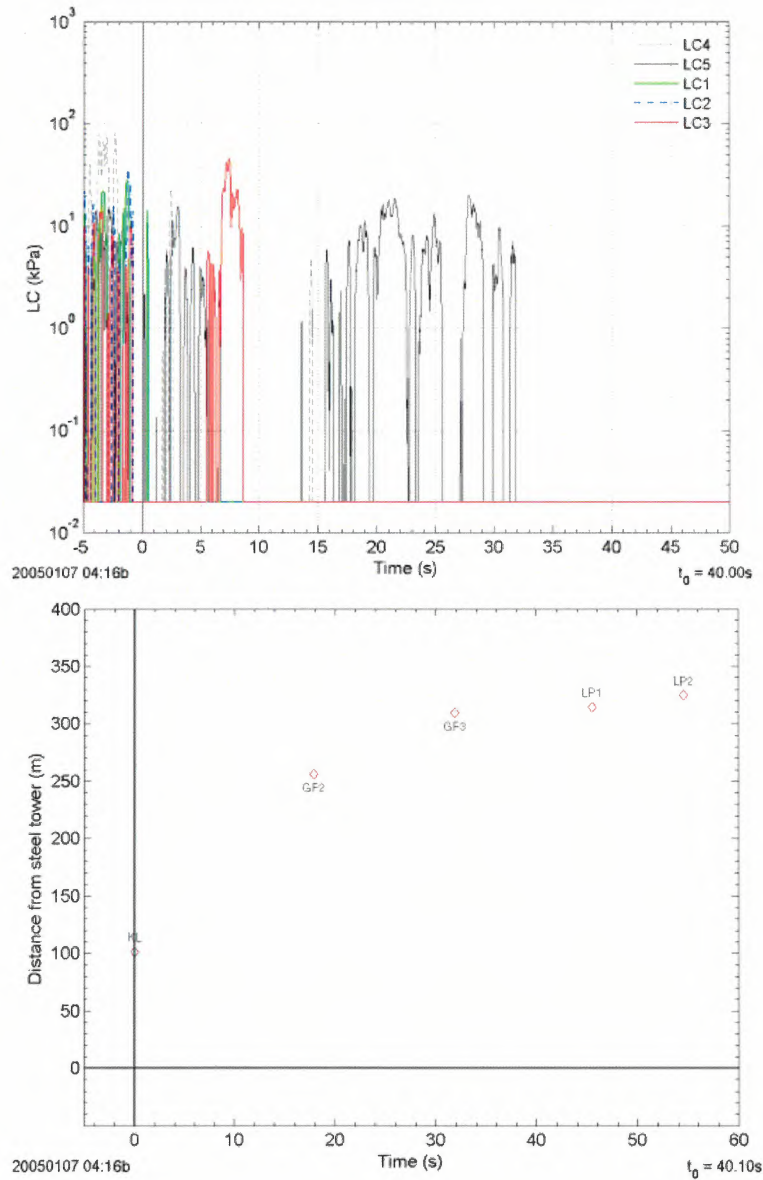 10³
LC4
LC5
LC1
LC2
LC3
10²
10¹
LC (kPa)
10⁰
10⁻¹
10⁻²
-5 0 5 10 15 20 25 30 35 40 45 50
Time (s)
20050107 04:16b
t₀ = 40.00s
400
350
LP1
LP2
300
GF3
250
GF2
200
Distance from steel tower (m)
150
KL
100
50
0
0 10 20 30 40 50 60
Time (s)
20050107 04:16b
t₀ = 40.10s